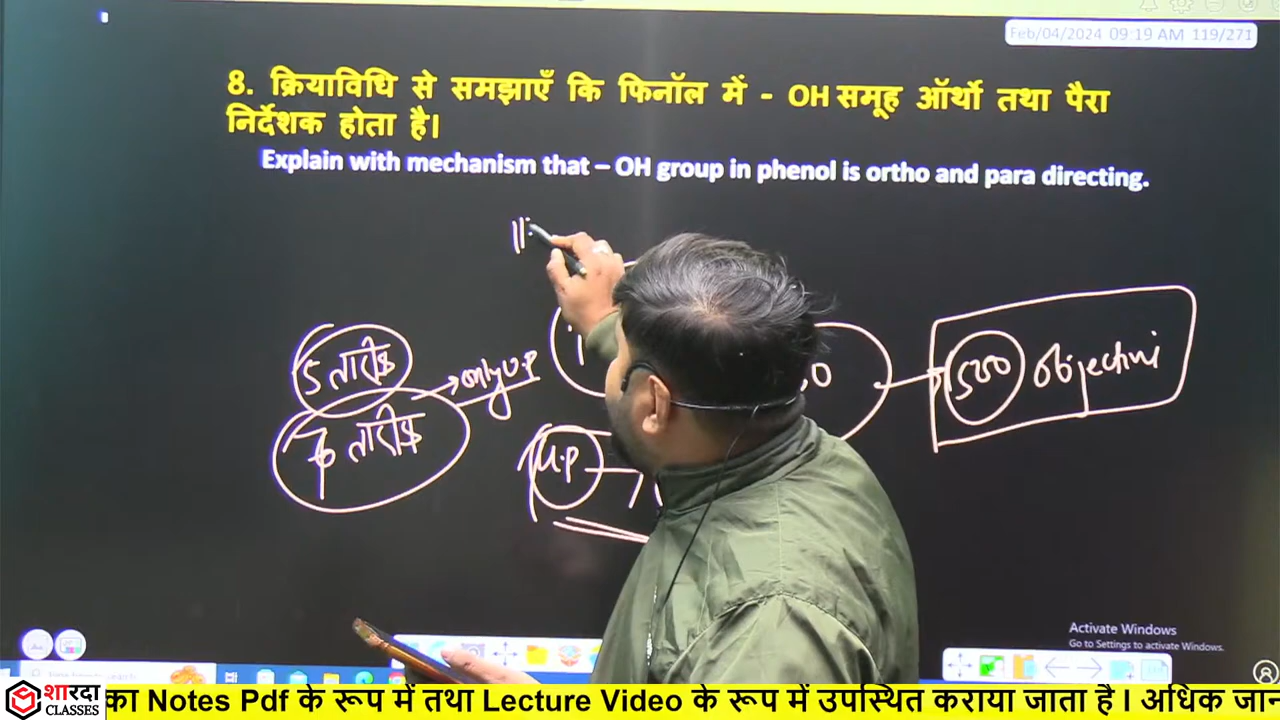 Feb/04/2024 09:19 AM 119/271
8. क्रियाविधि से समझाएँ कि फिनॉल में - OH समूह ऑर्थो तथा पैरा
निर्देशक होता है।
Explain with mechanism that – OH group in phenol is ortho and para directing.
11:
5 तारीख
only U.P
7 तारीख
U.P
500 objective
Activate Windows
Go to Settings to activate Windows.
शारदा
CLASSES
का Notes Pdf के रूप में तथा Lecture Video के रूप में उपस्थित कराया जाता है । अधिक जान